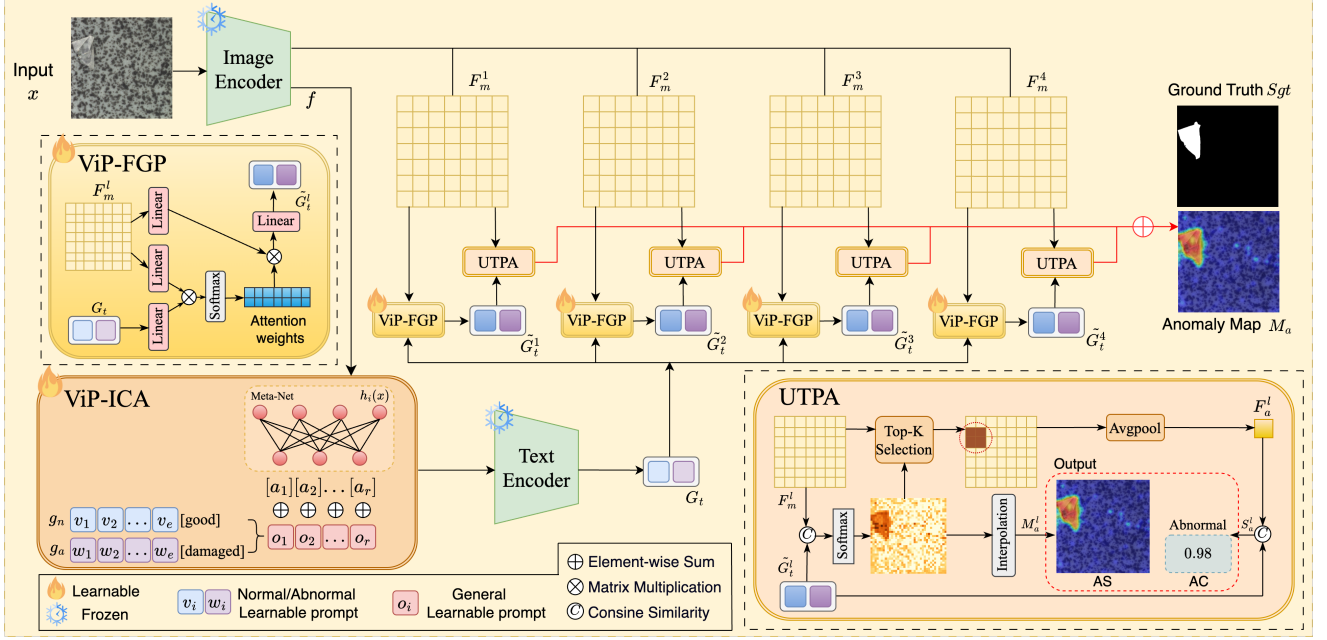 Input
x
Image
Encoder
f
F_m^1
F_m^2
F_m^3
F_m^4
Ground Truth Sgt
Anomaly Map M_a
UTPA
UTPA
UTPA
UTPA
ViP-FGP
ViP-FGP
ViP-FGP
ViP-FGP
G̃_t^1
G̃_t^2
G̃_t^3
G̃_t^4
ViP-FGP
F_m^l
Linear
Linear
Linear
G_t
Softmax
Attention
weights
Linear
G̃_t^l
ViP-ICA
Meta-Net
h_i(x)
[a_1] [a_2] . . . [a_r]
g_n v_1 v_2 ... v_e [good]
g_a w_1 w_2 ... w_e [damaged]
o_1 o_2 ... o_r
Text
Encoder
G_t
Learnable
Frozen
v_i w_i Normal/Abnormal
Learnable prompt
o_i General
Learnable prompt
Element-wise Sum
Matrix Multiplication
C Consine Similarity
UTPA
F_m^l
Top-K
Selection
Avgpool
F_a^l
C
Softmax
G̃_t^l
Interpolation
M_a^l
Output
AS
Abnormal
0.98
AC
S_a^l
C